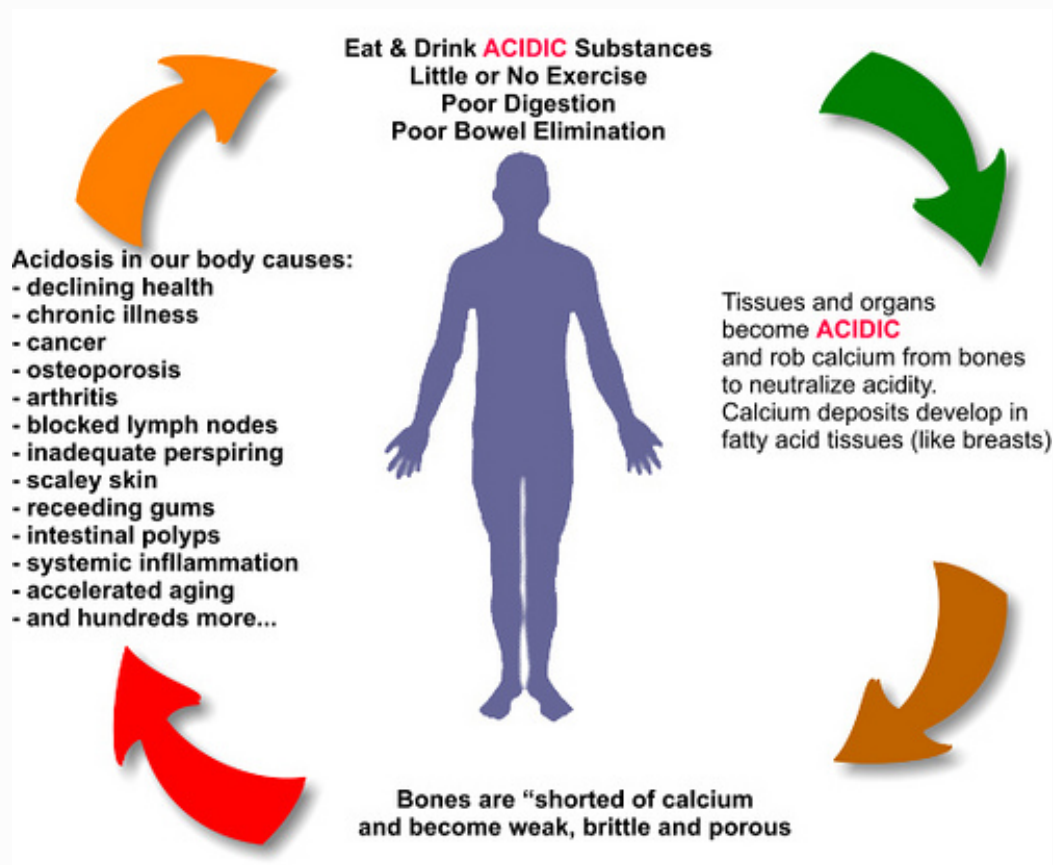 Eat & Drink ACIDIC Substances
Little or No Exercise
Poor Digestion
Poor Bowel Elimination
Tissues and organs
become ACIDIC
and rob calcium from bones
to neutralize acidity.
Calcium deposits develop in
fatty acid tissues (like breasts)
Bones are “shorted of calcium
and become weak, brittle and porous
Acidosis in our body causes:
- declining health
- chronic illness
- cancer
- osteoporosis
- arthritis
- blocked lymph nodes
- inadequate perspiring
- scaley skin
- receeding gums
- intestinal polyps
- systemic infllammation
- accelerated aging
- and hundreds more...